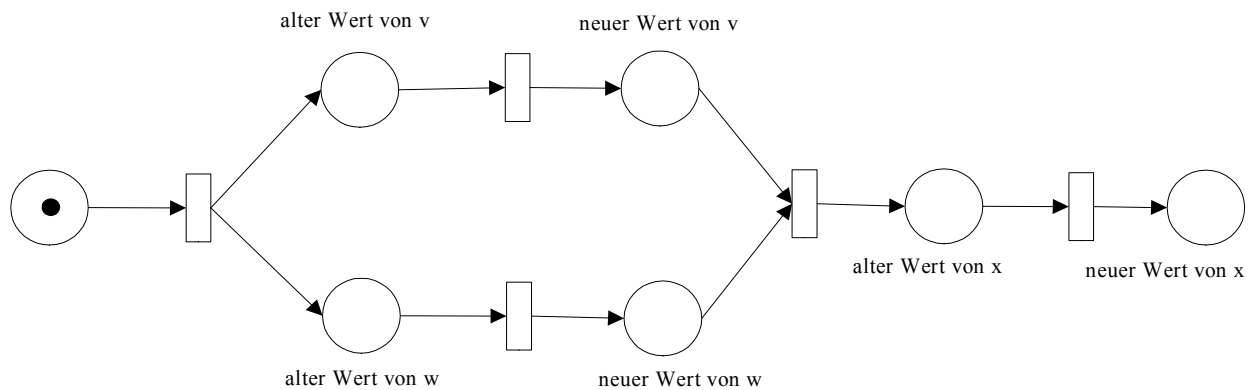 alter Wert von v
neuer Wert von v
alter Wert von x
neuer Wert von x
alter Wert von w
neuer Wert von w